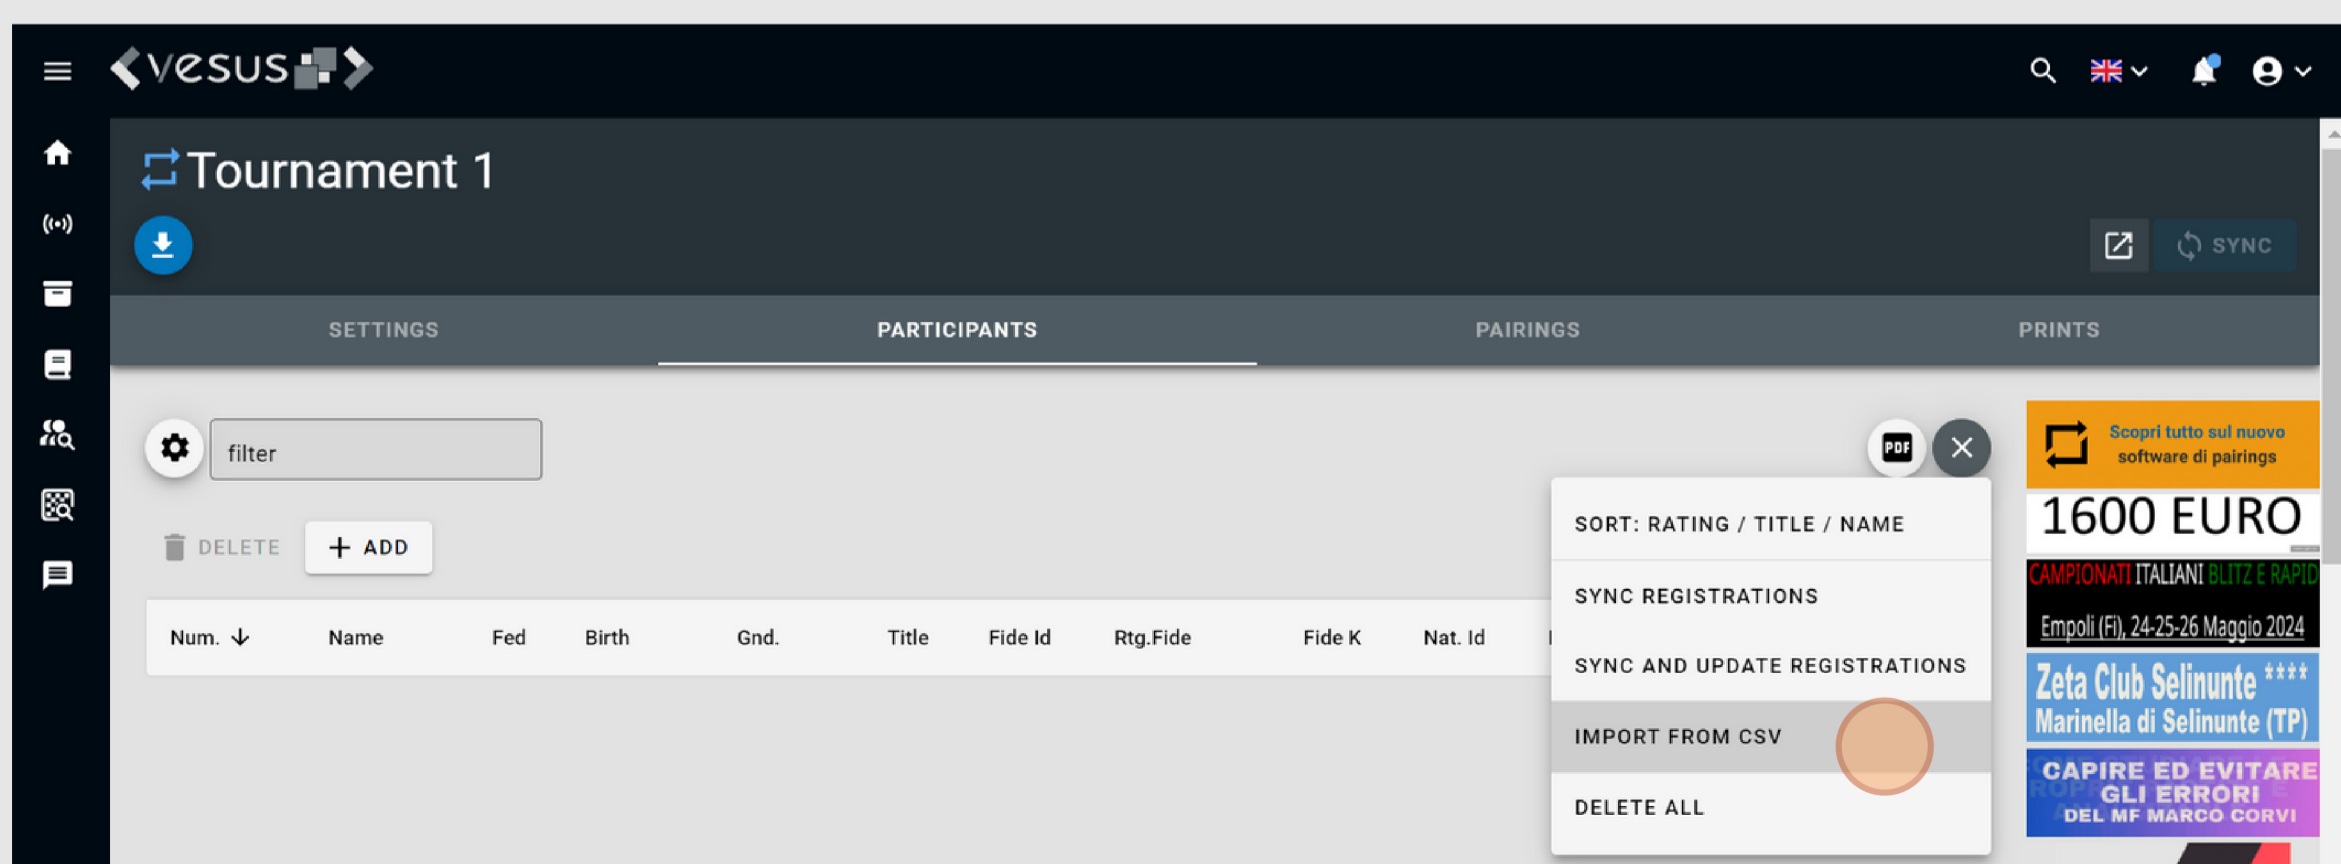 vesus
Tournament 1
SYNC
SETTINGS
PARTICIPANTS
PAIRINGS
PRINTS
filter
PDF
DELETE
+ ADD
Num.
Name
Fed
Birth
Gnd.
Title
Fide Id
Rtg.Fide
Fide K
Nat. Id
SORT: RATING / TITLE / NAME
SYNC REGISTRATIONS
SYNC AND UPDATE REGISTRATIONS
IMPORT FROM CSV
DELETE ALL
Scopri tutto sul nuovo
software di pairings
1600 EURO
CAMPIONATI ITALIANI BLITZ E RAPID
Empoli (Fi), 24-25-26 Maggio 2024
Zeta Club Selinunte ****
Marinella di Selinunte (TP)
CAPIRE ED EVITARE
GLI ERRORI
DEL MF MARCO CORVI